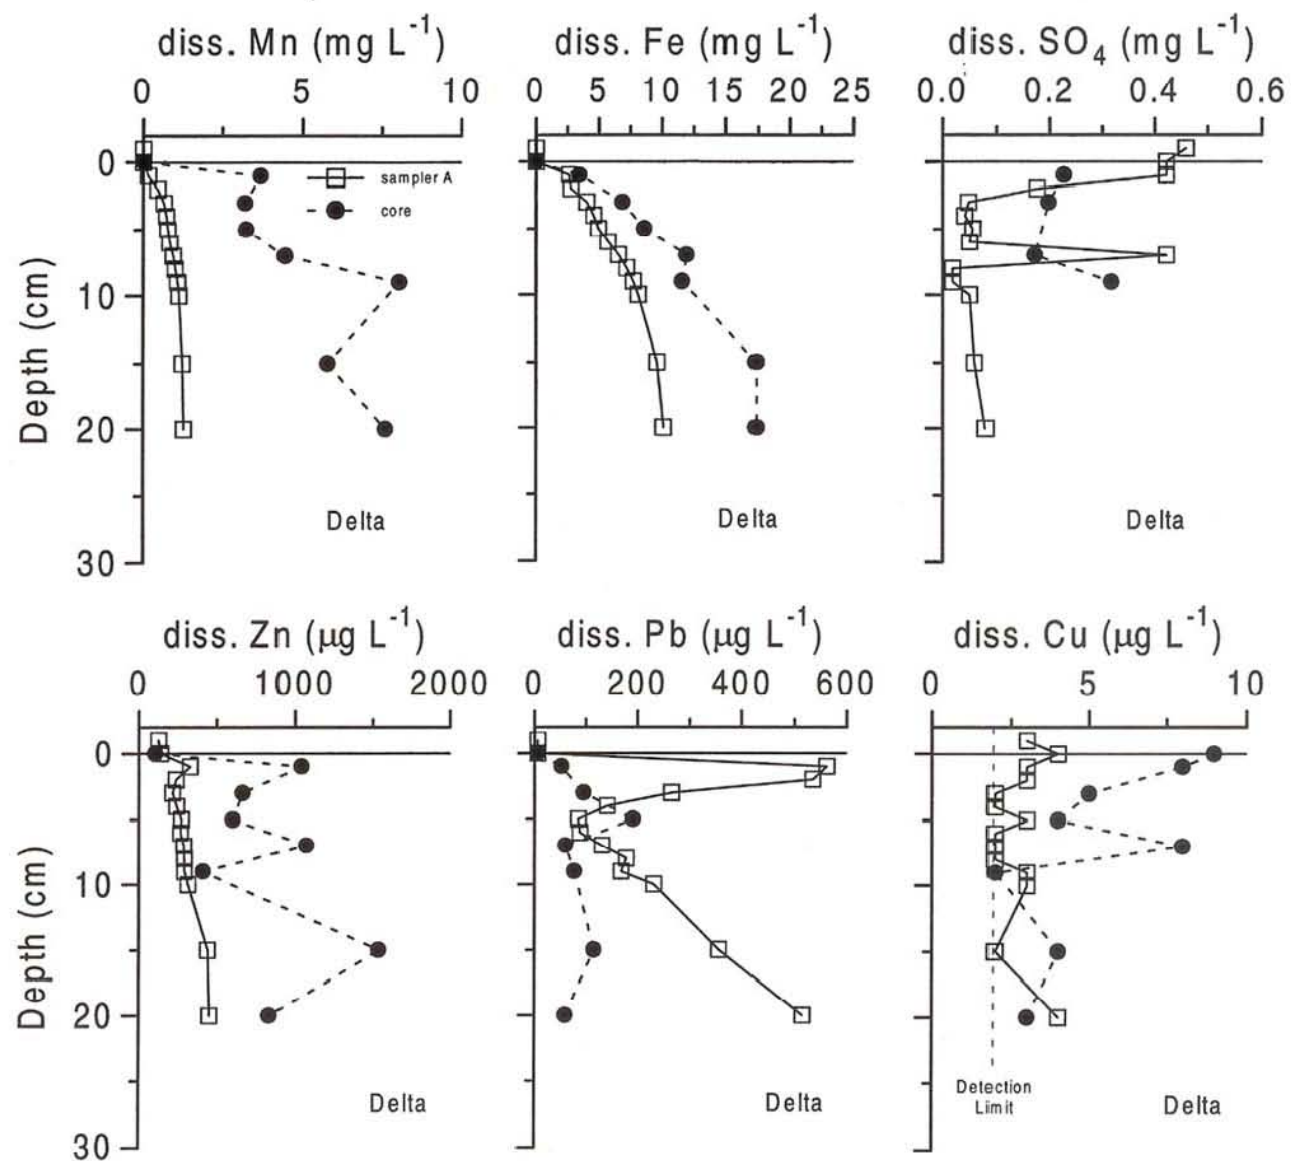 diss. Mn (mg L⁻¹) diss. Fe (mg L⁻¹) diss. SO₄ (mg L⁻¹)
0 5 10 0 5 10 15 20 25 0.0 0.2 0.4 0.6
0
sampler A
core
10
Depth (cm)
20
Delta Delta Delta
30
diss. Zn (µg L⁻¹) diss. Pb (µg L⁻¹) diss. Cu (µg L⁻¹)
0 1000 2000 0 200 400 600 0 5 10
0
10
Depth (cm)
20
Detection
Limit
Delta Delta Delta
30